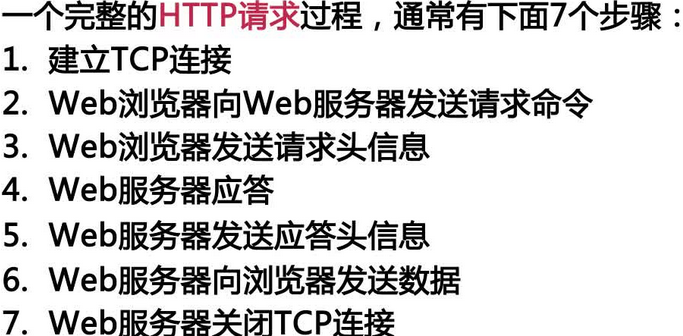 一个完整的HTTP请求过程，通常有下面7个步骤：
1. 建立TCP连接
2. Web浏览器向Web服务器发送请求命令
3. Web浏览器发送请求头信息
4. Web服务器应答
5. Web服务器发送应答头信息
6. Web服务器向浏览器发送数据
7. Web服务器关闭TCP连接